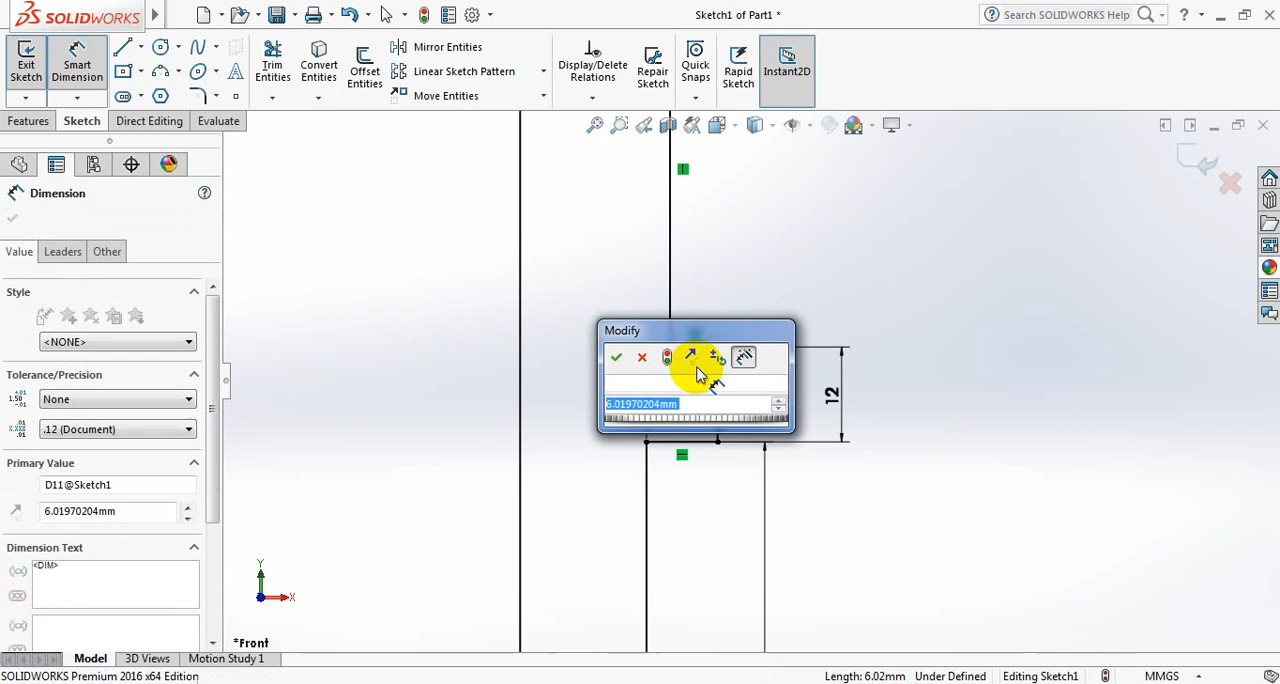 SOLIDWORKS
Sketch1 of Part1 *
Search SOLIDWORKS Help
?
Exit Sketch
Smart Dimension
Trim Entities
Convert Entities
Offset Entities
Mirror Entities
Linear Sketch Pattern
Move Entities
Display/Delete Relations
Repair Sketch
Quick Snaps
Rapid Sketch
Instant2D
Features
Sketch
Direct Editing
Evaluate
Dimension
Value
Leaders
Other
Style
<NONE>
Tolerance/Precision
None
.12 (Document)
Primary Value
D11@Sketch1
6.01970204mm
Dimension Text
<DIM>
Modify
6.01970204mm
12
Y
X
*Front
Model
3D Views
Motion Study 1
SOLIDWORKS Premium 2016 x64 Edition
Length: 6.02mm
Under Defined
Editing Sketch1
MMGS